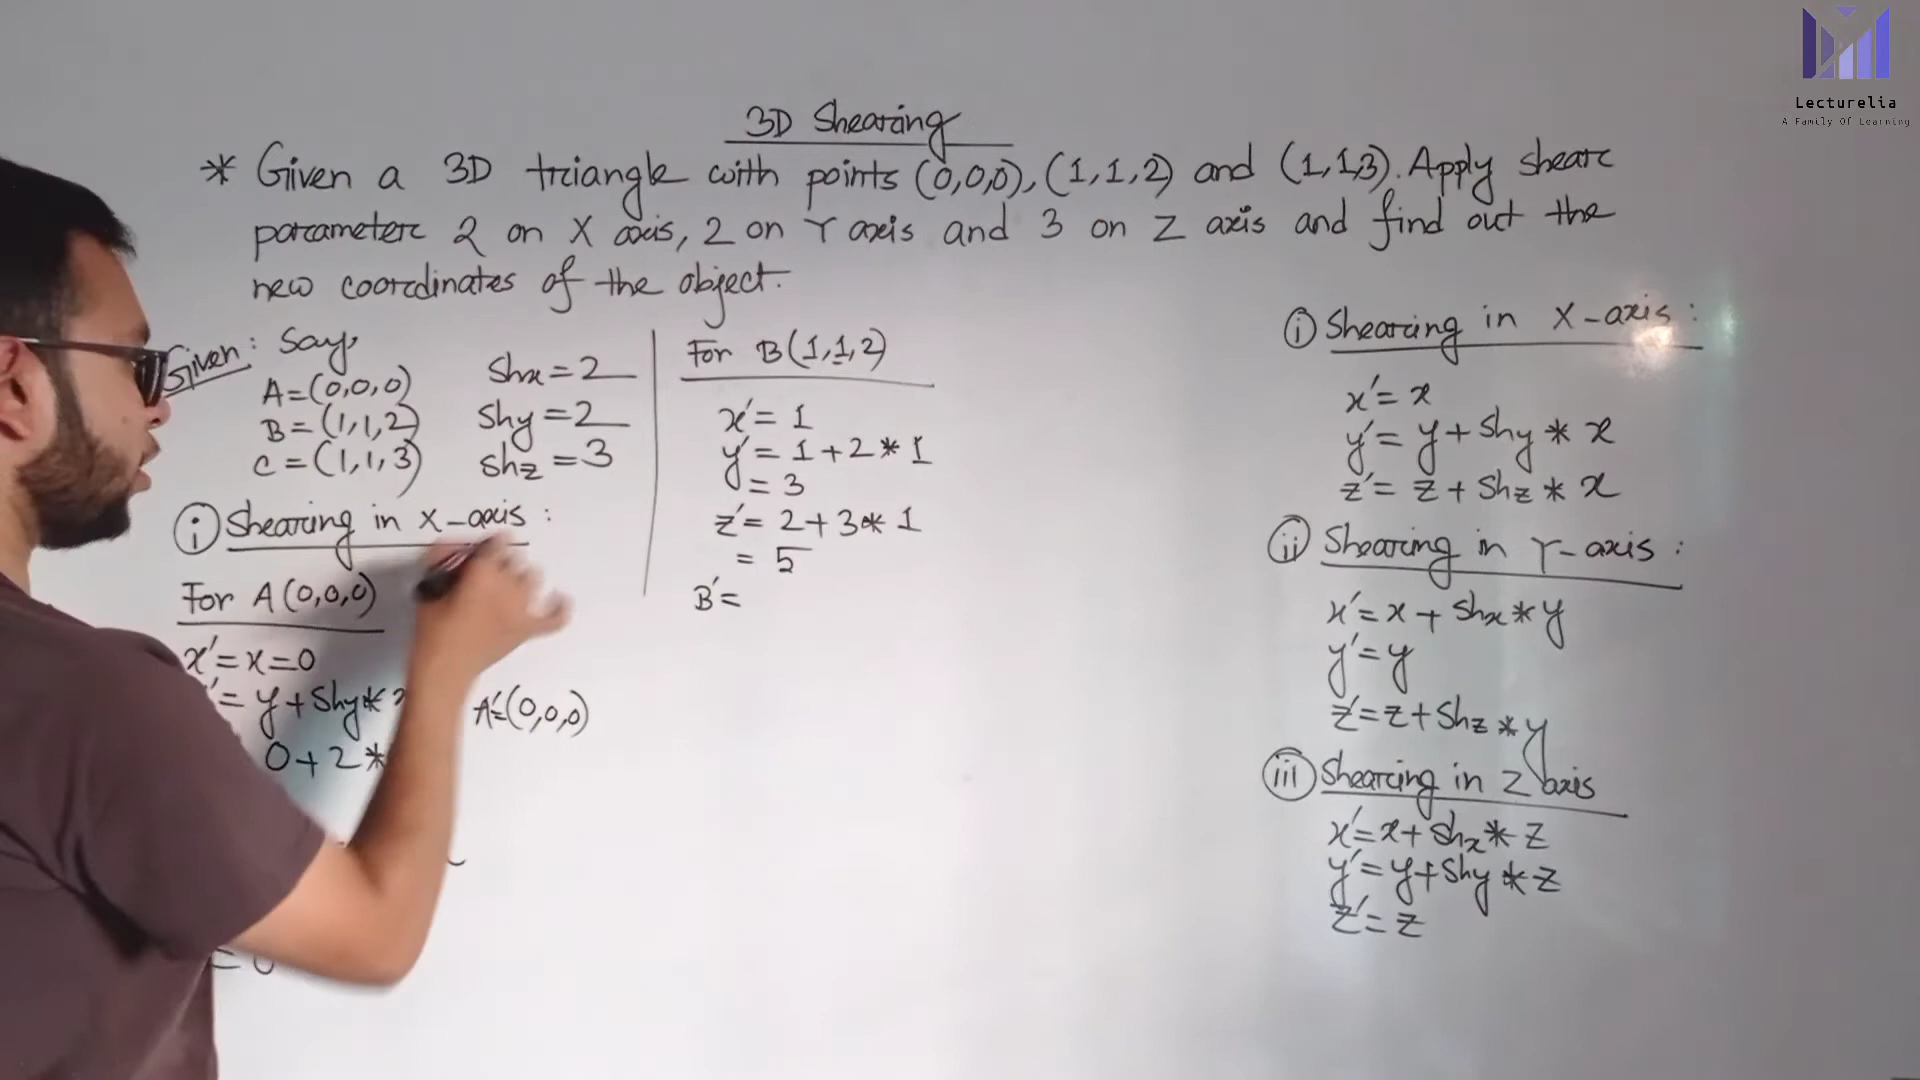 Lecturelia
A Family Of Learning
3D Shearing
* Given a 3D triangle with points (0,0,0), (1,1,2) and (1,1,3). Apply shear
parameter 2 on X axis, 2 on Y axis and 3 on Z axis and find out the
new coordinates of the object.
Given: Say,
A=(0,0,0)
B=(1,1,2)
C=(1,1,3)
Shx=2
Shy=2
Shz=3
i Shearing in X-axis:
For A(0,0,0)
x'=x=0
'= y+Shy*
0+2*
= 0
A'=(0,0,0)
For B(1,1,2)
x'= 1
y'= 1+2*1
= 3
z'= 2+3*1
= 5
B'=
i Shearing in X-axis:
x'= x
y'= y+Shy*x
z'= z+Shz*x
ii Shearing in Y-axis:
x'=x+Shx*y
y'=y
z'=z+Shz*y
iii Shearing in Z axis
x'=x+Shx*z
y'=y+Shy*z
z'=z